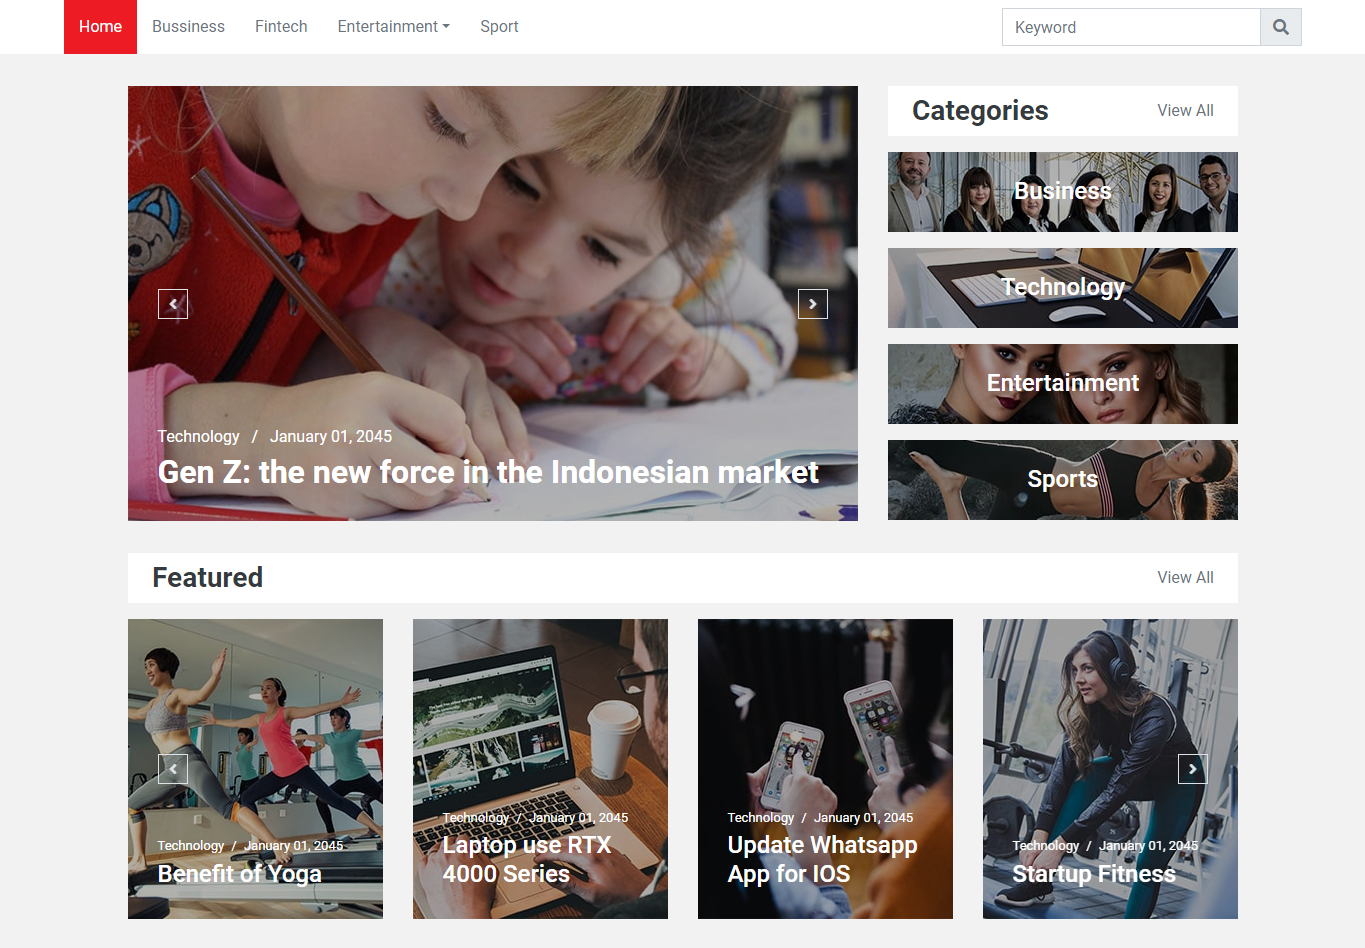 Home Bussiness Fintech Entertainment Sport Keyword
Categories View All
Business
Technology
Entertainment
Sports
Technology / January 01, 2045
Gen Z: the new force in the Indonesian market
Featured View All
Technology / January 01, 2045
Benefit of Yoga
Technology / January 01, 2045
Laptop use RTX
4000 Series
Technology / January 01, 2045
Update Whatsapp
App for IOS
Technology / January 01, 2045
Startup Fitness